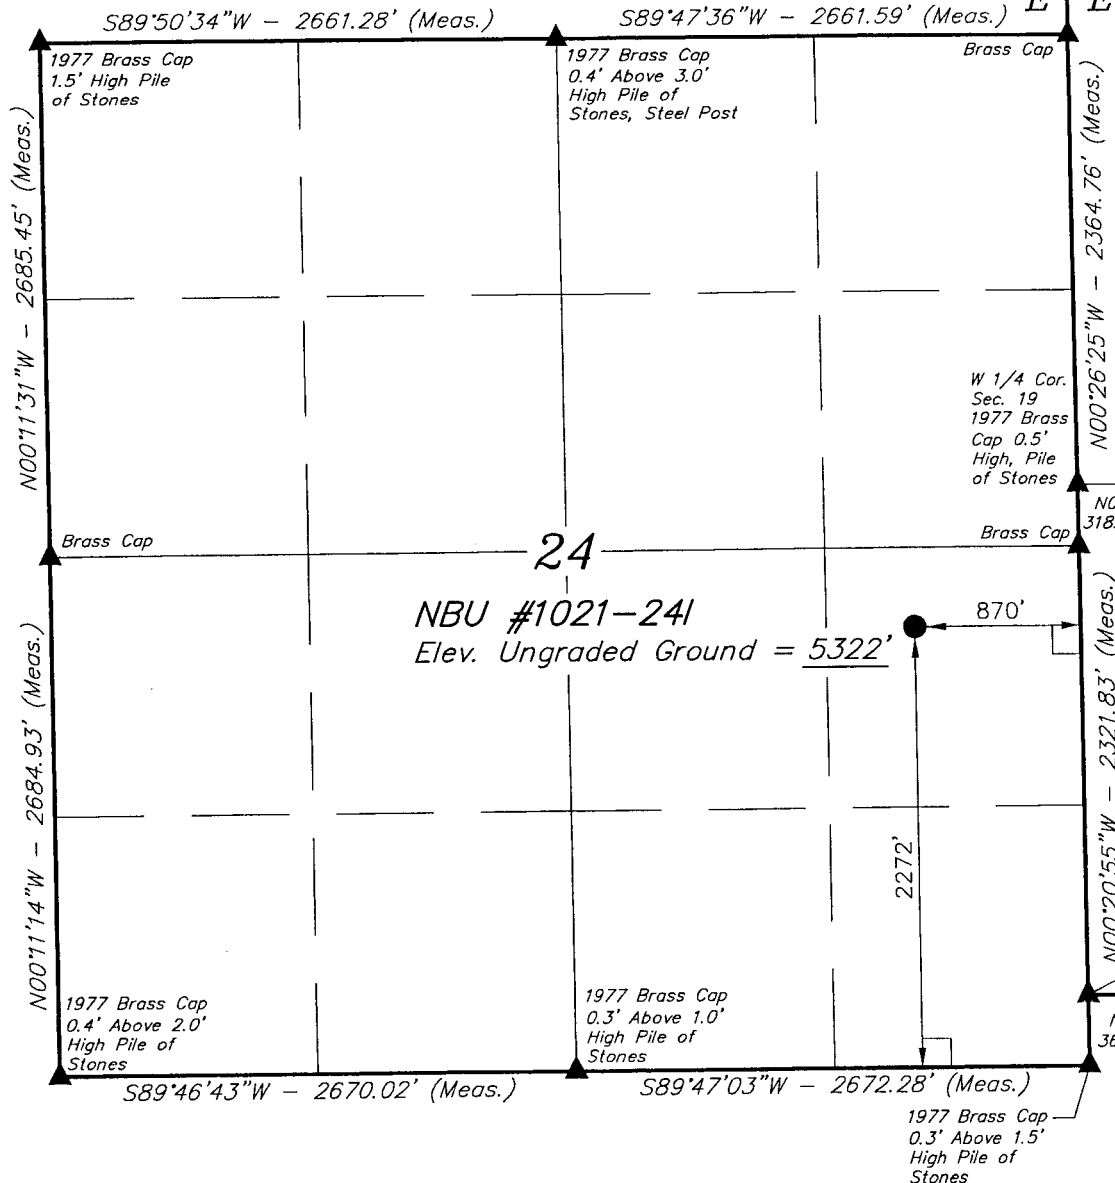 S89°50'34"W - 2661.28' (Meas.)
S89°47'36"W - 2661.59' (Meas.)
1977 Brass Cap
1.5' High Pile
of Stones
1977 Brass Cap
0.4' Above 3.0'
High Pile of
Stones, Steel Post
Brass Cap
N00°11'31"W - 2685.45' (Meas.)
N00°26'25"W - 2364.76' (Meas.)
W 1/4 Cor.
Sec. 19
1977 Brass
Cap 0.5'
High, Pile
of Stones
Brass Cap
24
Brass Cap
NBU #1021-24I
Elev. Ungraded Ground = 5322'
870'
2272'
N00°11'14"W - 2684.93' (Meas.)
N00°20'55"W - 2321.83' (Meas.)
1977 Brass Cap
0.4' Above 2.0'
High Pile of
Stones
1977 Brass Cap
0.3' Above 1.0'
High Pile of
Stones
S89°46'43"W - 2670.02' (Meas.)
S89°47'03"W - 2672.28' (Meas.)
1977 Brass Cap
0.3' Above 1.5'
High Pile of
Stones